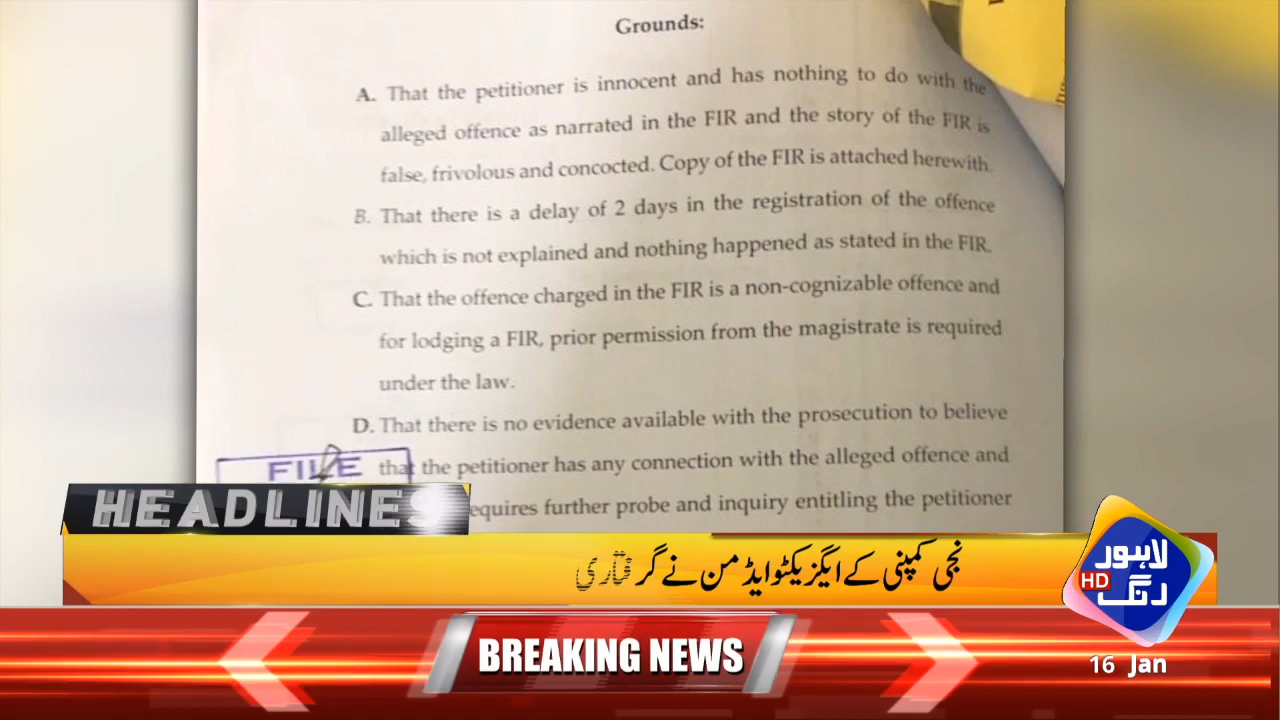 Grounds:
A. That the petitioner is innocent and has nothing to do with the
alleged offence as narrated in the FIR and the story of the FIR is
false, frivolous and concocted. Copy of the FIR is attached herewith.
B. That there is a delay of 2 days in the registration of the offence
which is not explained and nothing happened as stated in the FIR.
C. That the offence charged in the FIR is a non-cognizable offence and
for lodging a FIR, prior permission from the magistrate is required
under the law.
D. That there is no evidence available with the prosecution to believe
that the petitioner has any connection with the alleged offence and
equires further probe and inquiry entitling the petitioner
FILE
HEADLINES
نجی کمپنی کے ایگزیکٹو ایڈمن نے گرفتاری
لاہور
رنگ
HD
BREAKING NEWS
16 Jan